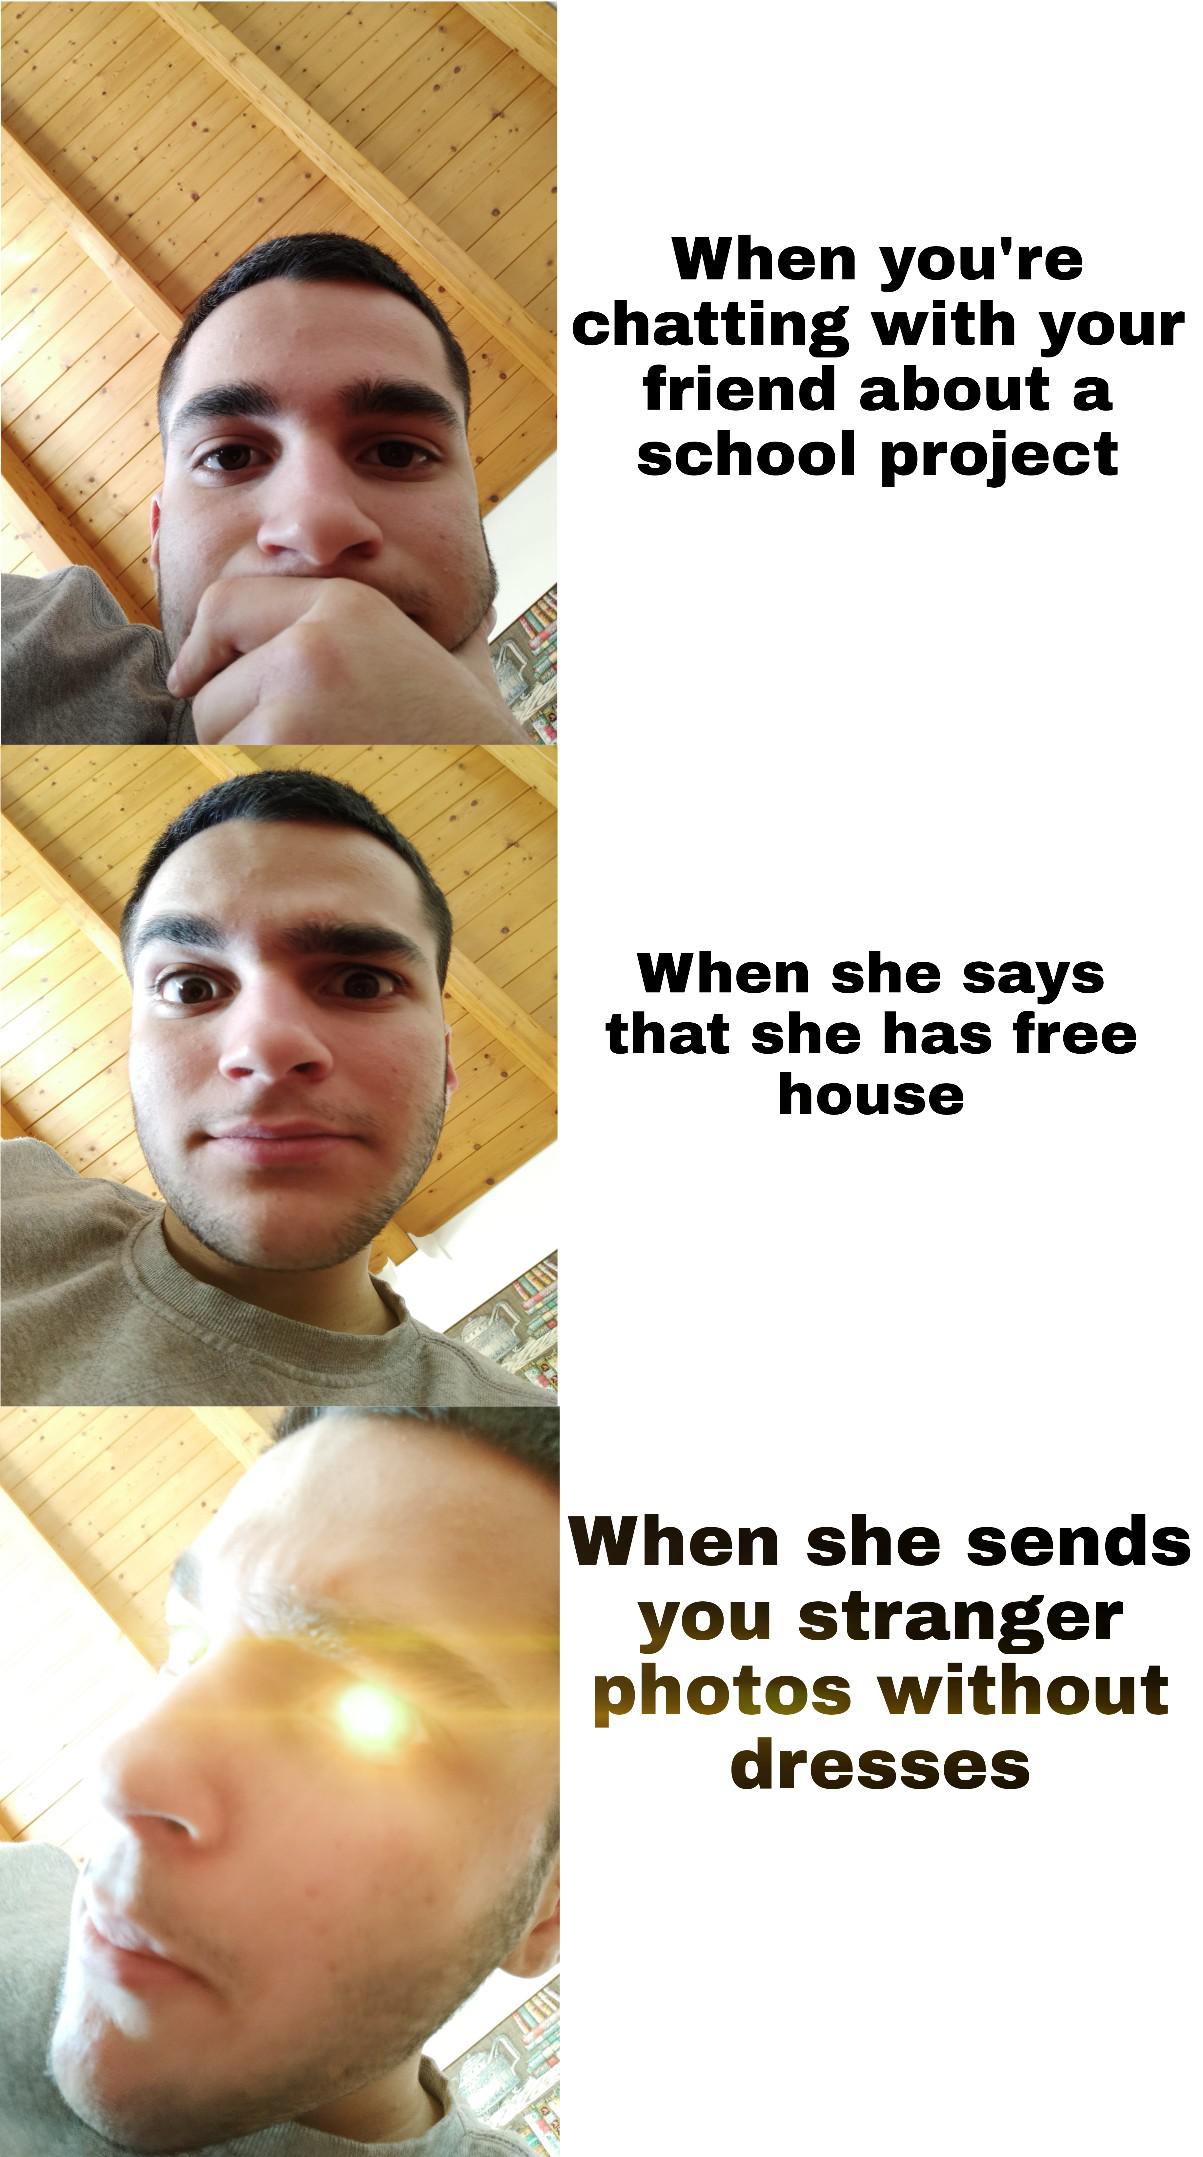 When you're
chatting with your
friend about a
school project
When she says
that she has free
house
When she sends
you stranger
photos without
dresses